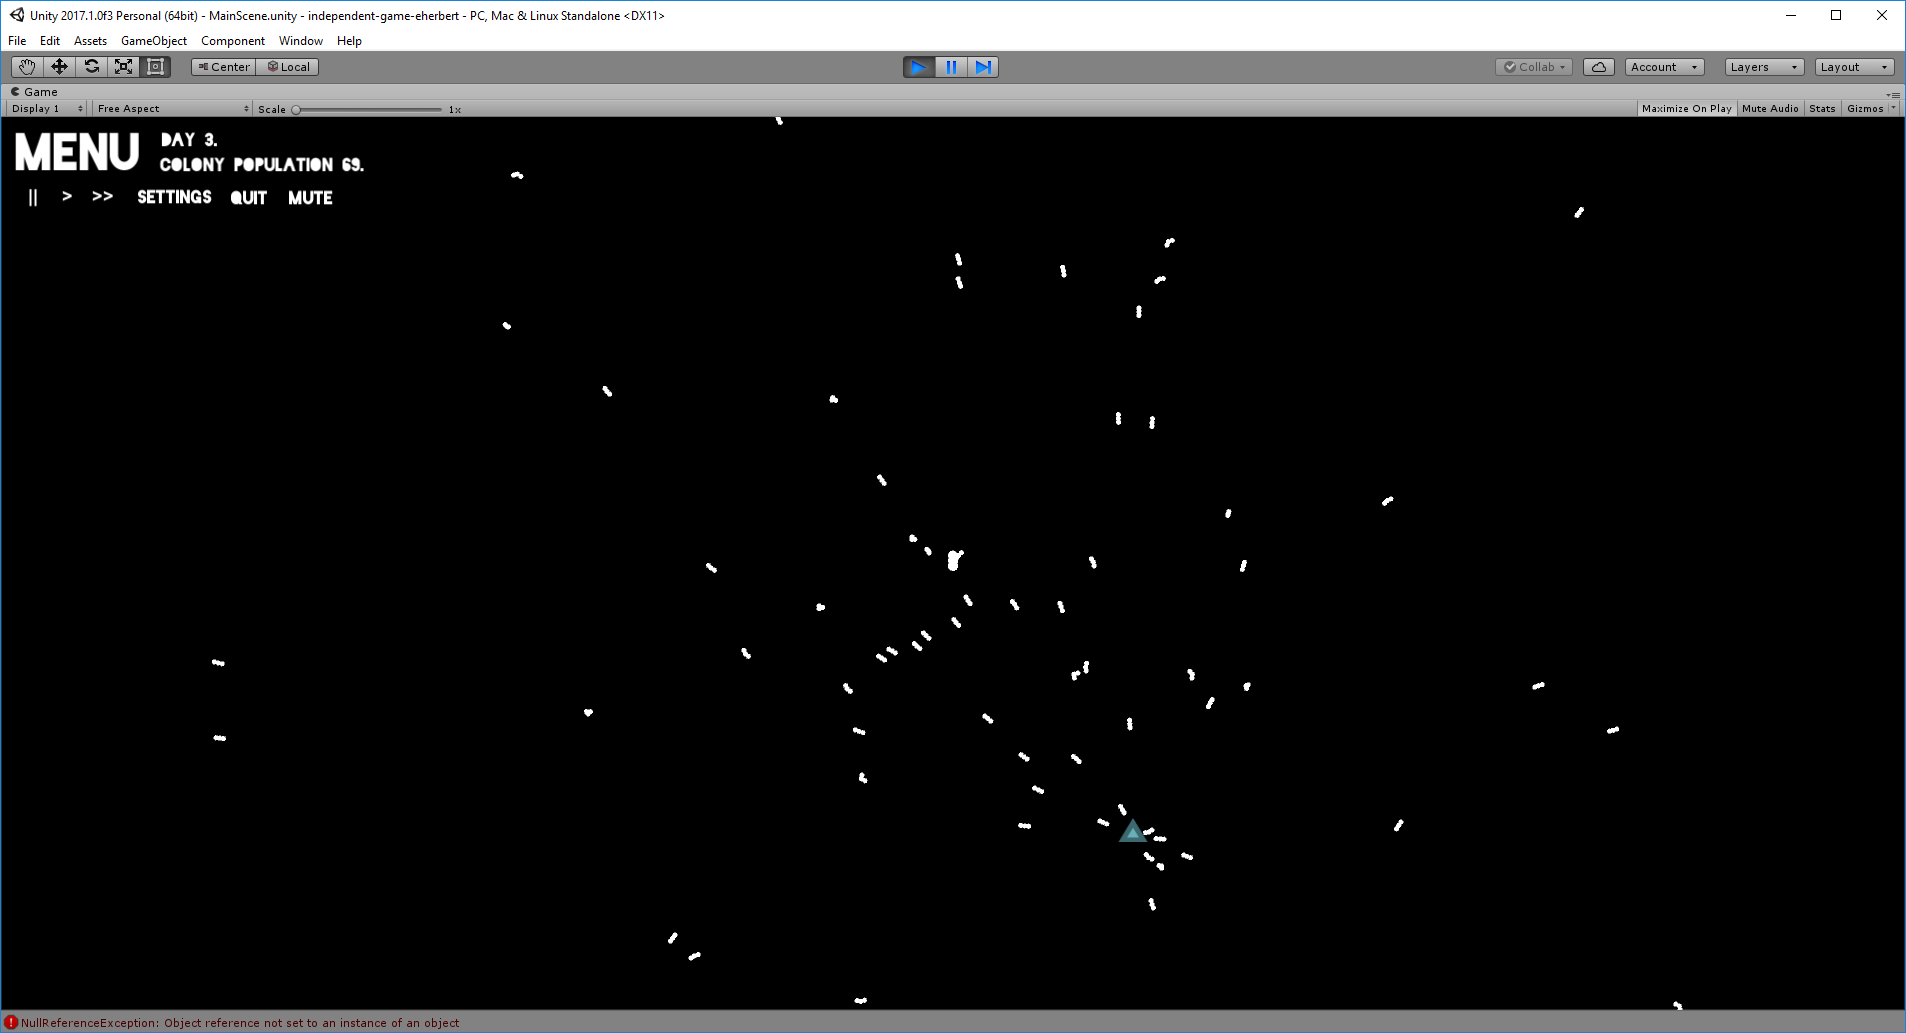 Unity 2017.1.0f3 Personal (64bit) - MainScene.unity - independent-game-eherbert - PC, Mac & Linux Standalone <DX11>
File Edit Assets GameObject Component Window Help
Center Local Collab Account Layers Layout
Game
Display 1 Free Aspect Scale 1x Maximize On Play Mute Audio Stats Gizmos
MENU DAY 3.
COLONY POPULATION 69.
|| > >> SETTINGS QUIT MUTE
NullReferenceException: Object reference not set to an instance of an object